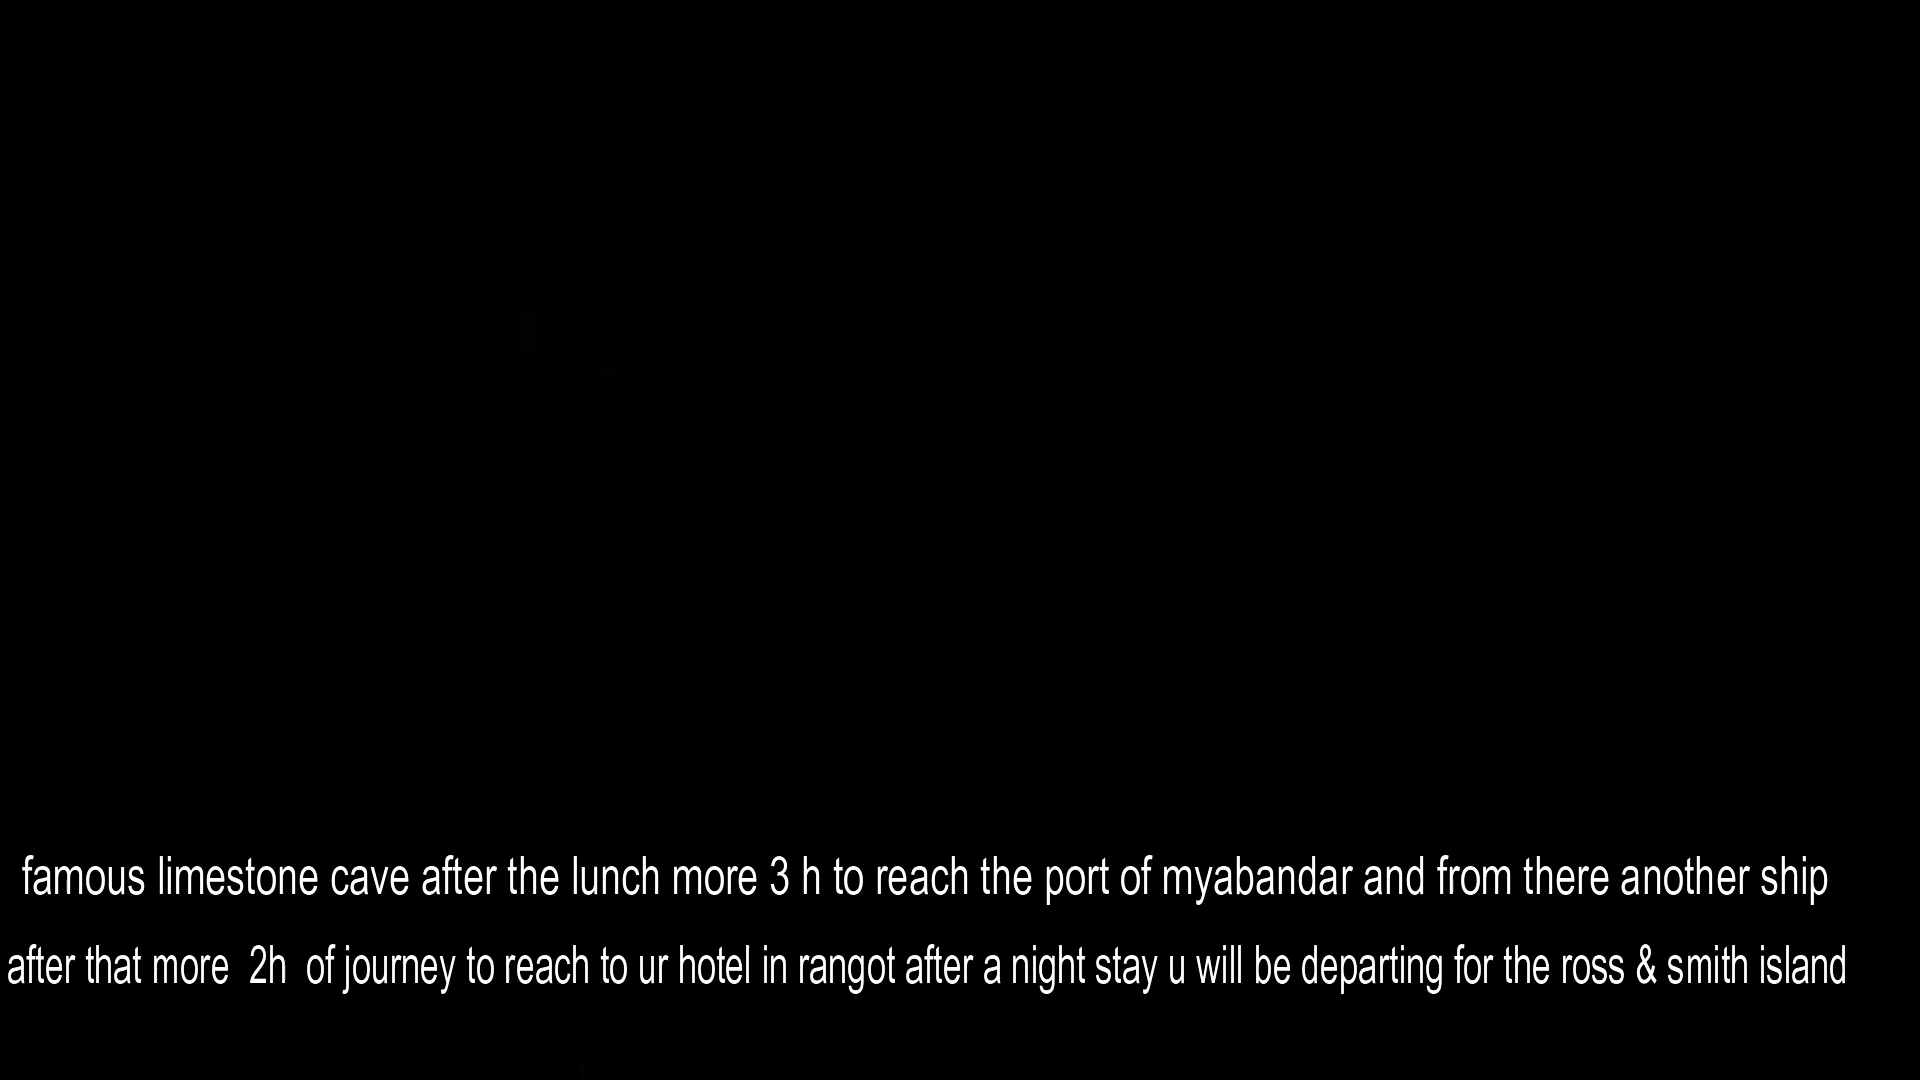 famous limestone cave after the lunch more 3 h to reach the port of myabandar and from there another ship
after that more 2h of journey to reach to ur hotel in rangot after a night stay u will be departing for the ross & smith island